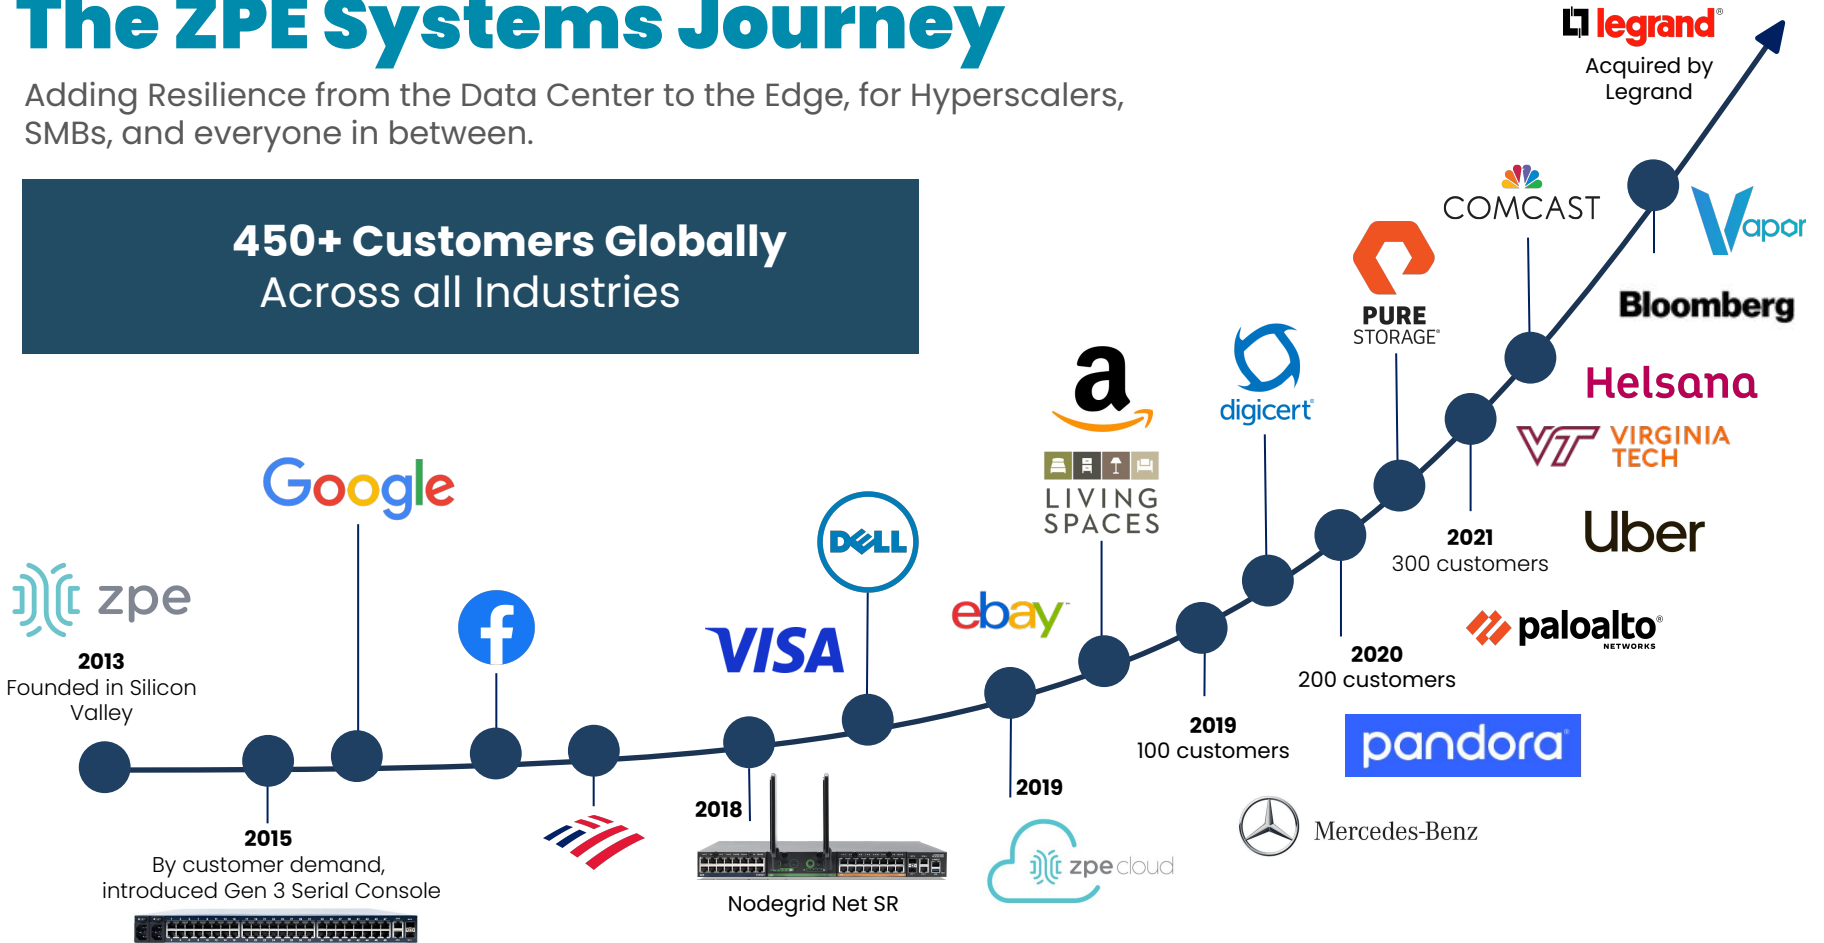 The ZPE Systems Journey
Adding Resilience from the Data Center to the Edge, for Hyperscalers,
SMBs, and everyone in between.
450+ Customers Globally
Across all Industries
legrand®
Acquired by
Legrand
COMCAST
Vapor
PURE
STORAGE®
Bloomberg
a
digicert®
Helsana
LIVING
SPACES
VT VIRGINIA
TECH
Google
2021
300 customers
Uber
DELL
zpe
ebay™
paloalto®
NETWORKS
2013
Founded in Silicon
Valley
f
VISA
2020
200 customers
2019
100 customers
pandora®
2015
By customer demand,
introduced Gen 3 Serial Console
2018
Nodegrid Net SR
2019
zpe cloud
Mercedes-Benz